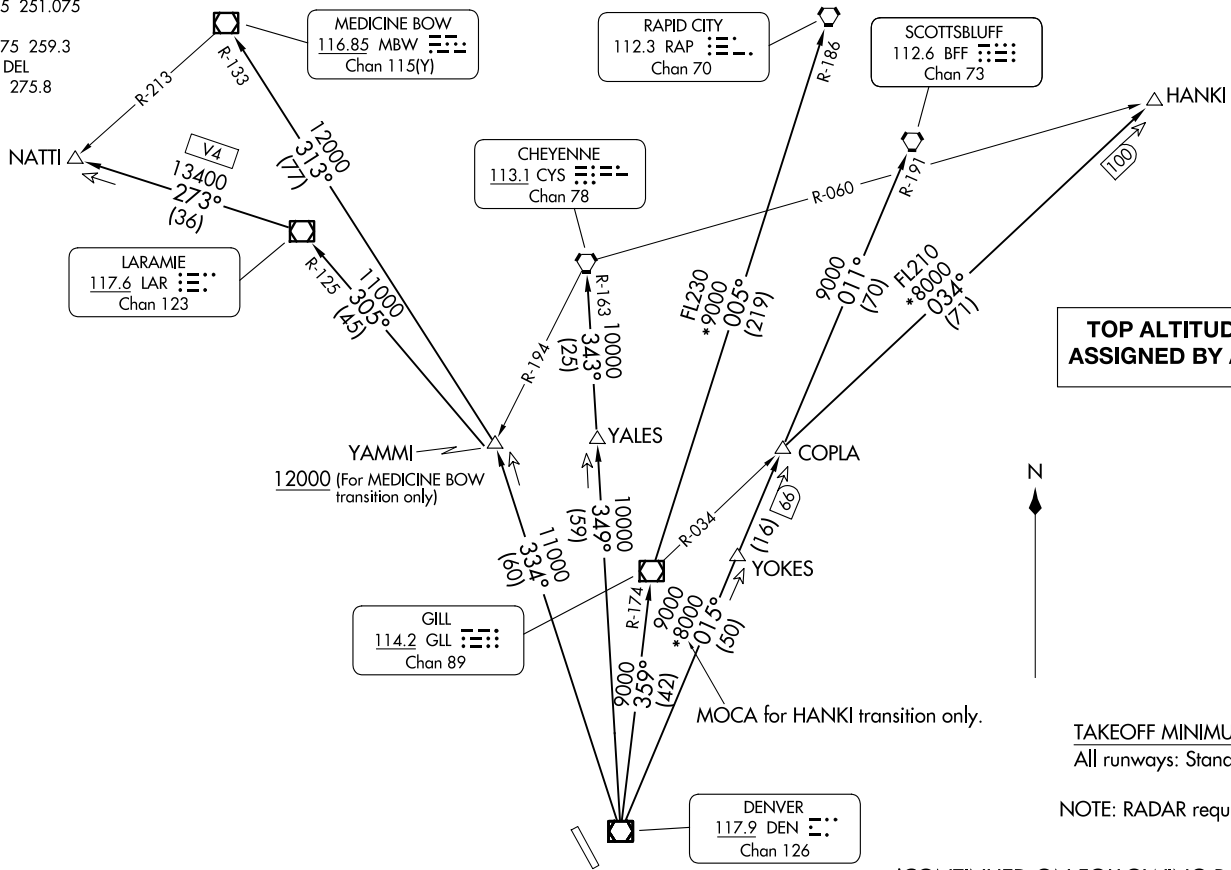 5 251.075
75 259.3
DEL
275.8
MEDICINE BOW
116.85 MBW
Chan 115(Y)
RAPID CITY
112.3 RAP
Chan 70
SCOTTSBLUFF
112.6 BFF
Chan 73
R-213
R-133
R-186
HANKI
NATTI
V4
13400
273°
(36)
12000
313°
(77)
CHEYENNE
113.1 CYS
Chan 78
R-060
R-191
100
LARAMIE
117.6 LAR
Chan 123
R-125
11000
305°
(45)
R-194
R-163
10000
343°
(25)
FL230
*9000
005°
(219)
9000
011°
(70)
FL210
*8000
034°
(71)
TOP ALTITUD
ASSIGNED BY A
YAMMI
12000 (For MEDICINE BOW
transition only)
YALES
COPLA
N
66
(16)
R-034
YOKES
11000
334°
(60)
10000
349°
(59)
GILL
114.2 GLL
Chan 89
R-174
9000
359°
(42)
9000
*8000
015°
(50)
MOCA for HANKI transition only.
TAKEOFF MINIMU
All runways: Stand
NOTE: RADAR requ
DENVER
117.9 DEN
Chan 126